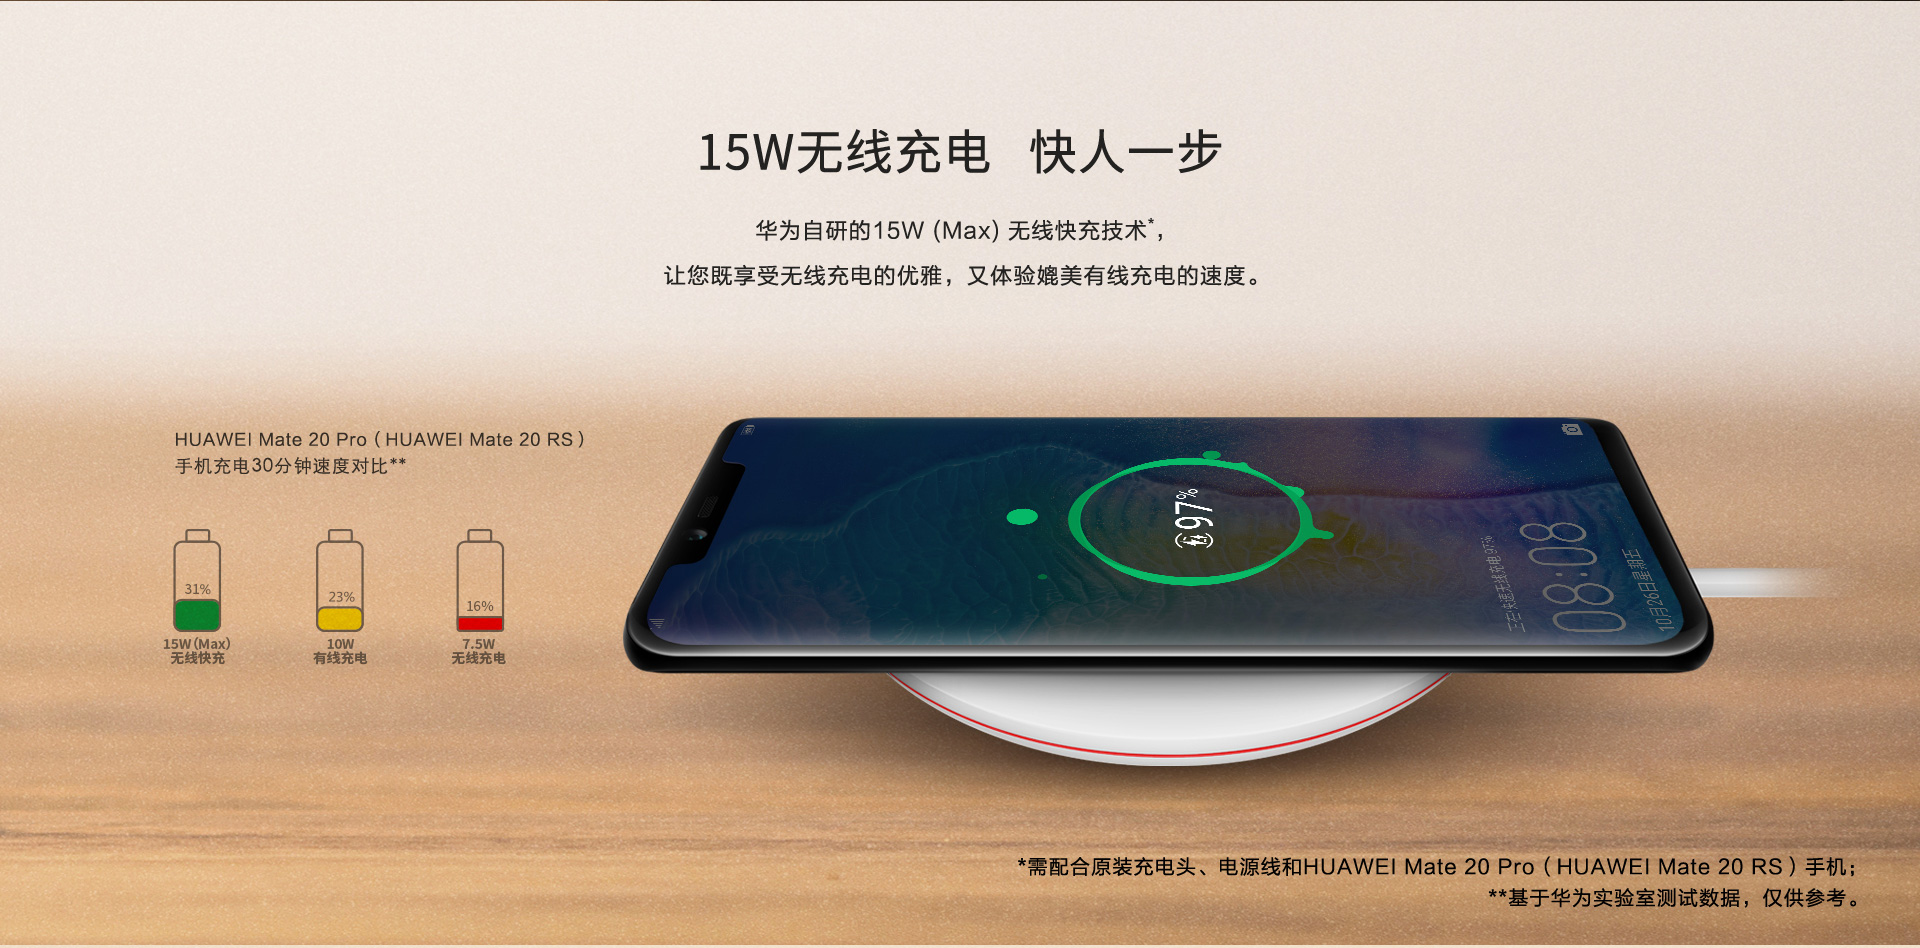 15W无线充电 快人一步
华为自研的15W (Max) 无线快充技术*，
让您既享受无线充电的优雅，又体验媲美有线充电的速度。
HUAWEI Mate 20 Pro（HUAWEI Mate 20 RS）
手机充电30分钟速度对比**
31%
23%
16%
15W(Max)
无线快充
10W
有线充电
7.5W
无线充电
97%
08:08
10月26日星期五
*需配合原装充电头、电源线和HUAWEI Mate 20 Pro（HUAWEI Mate 20 RS）手机；
**基于华为实验室测试数据，仅供参考。